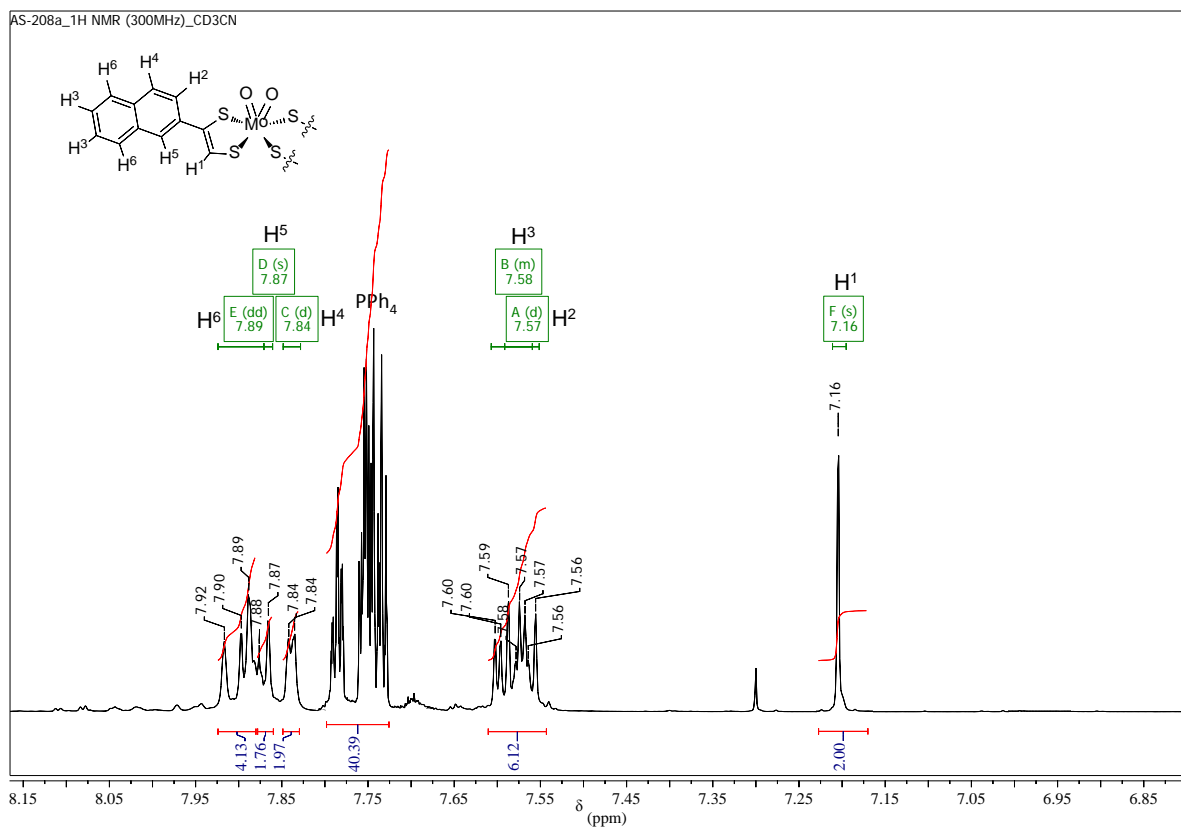 AS-208a_1H NMR (300MHz)_CD3CN
H⁴
H⁶
H²
H³
O O
S
Mo
S
H³
S
S
H⁶
H⁵
H¹
H⁵
H³
D (s)
7.87
B (m)
7.58
H¹
PPh₄
H⁶
E (dd)
7.89
C (d)
7.84
H⁴
A (d)
7.57
H²
F (s)
7.16
7.92
7.90
7.89
7.88
7.87
7.84
7.84
7.60
7.60
7.59
7.58
7.57
7.57
7.56
7.56
7.16
4.13
1.76
1.97
40.39
6.12
2.00
8.15 8.05 7.95 7.85 7.75 7.65 7.55 7.45 7.35 7.25 7.15 7.05 6.95 6.85
δ
(ppm)